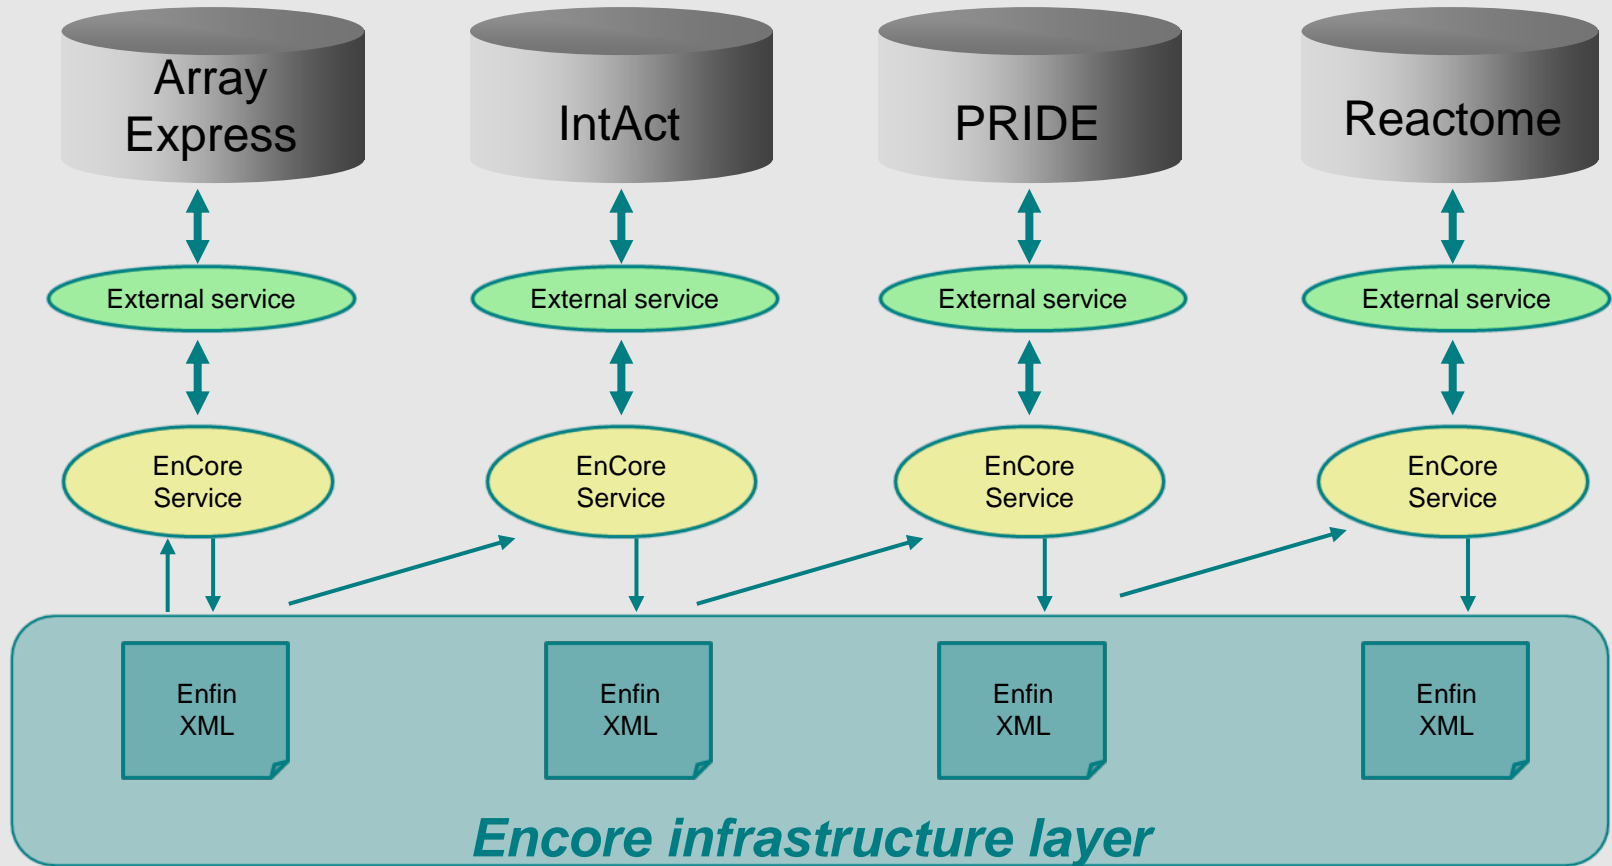 Array
Express
IntAct
PRIDE
Reactome
External service
External service
External service
External service
EnCore
Service
EnCore
Service
EnCore
Service
EnCore
Service
Enfin
XML
Enfin
XML
Enfin
XML
Enfin
XML
Encore infrastructure layer